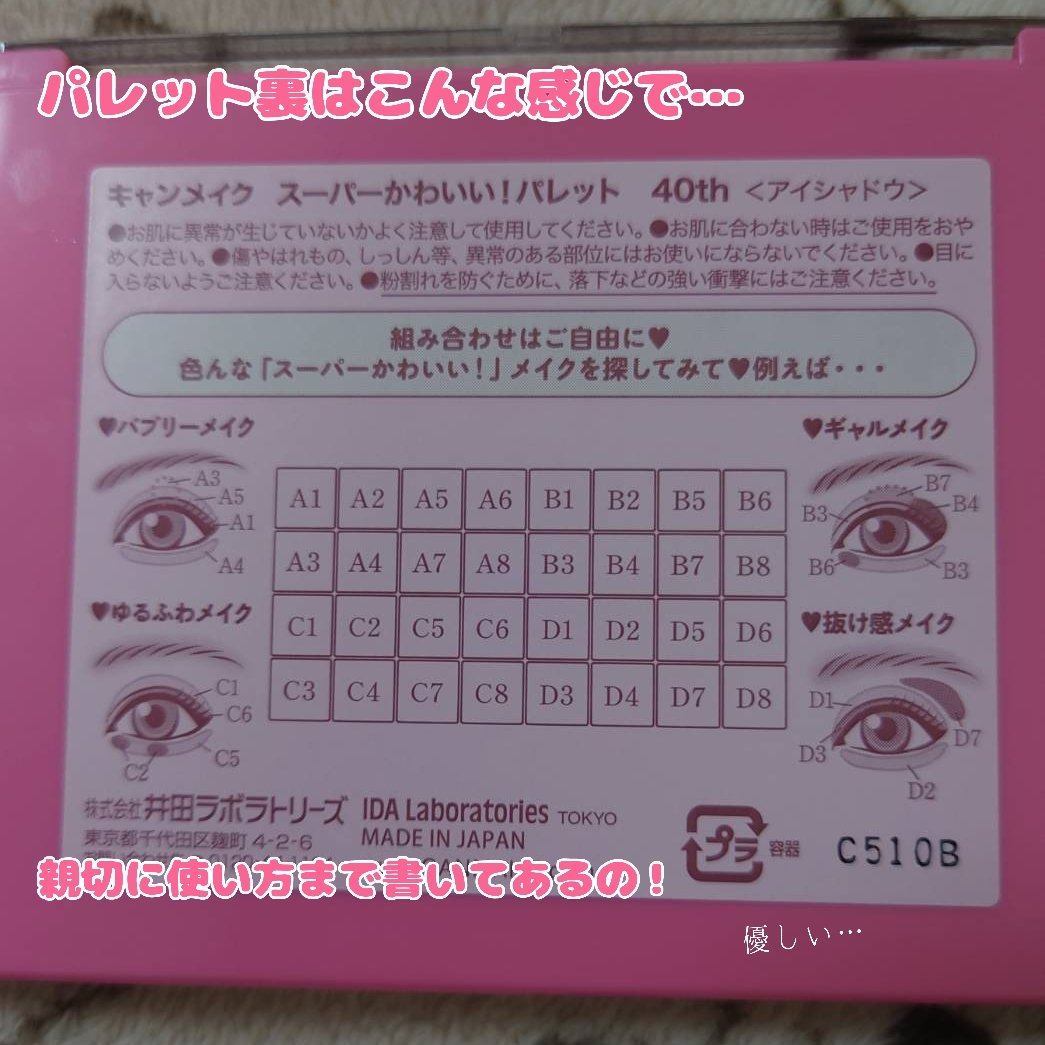 パレット裏はこんな感じで…
キャンメイク スーパーかわいい！パレット 40th ＜アイシャドウ＞
●お肌に異常が生じていないかよく注意して使用してください。●お肌に合わない時はご使用をおや
めください。●傷やはれもの、しっしん等、異常のある部位にはお使いにならないでください。●目に
入らないようご注意ください。●粉割れを防ぐために、落下などの強い衝撃にはご注意ください。
組み合わせはご自由に♥
色んな「スーパーかわいい！」メイクを探してみて♥例えば・・・
♥バブリーメイク
A3
A5
A1
A4
♥ゆるふわメイク
C1
C6
C5
C2
A1 A2 A5 A6 B1 B2 B5 B6
A3 A4 A7 A8 B3 B4 B7 B8
C1 C2 C5 C6 D1 D2 D5 D6
C3 C4 C7 C8 D3 D4 D7 D8
♥ギャルメイク
B7
B4
B3
B6
B3
♥抜け感メイク
D1
D7
D3
D2
株式会社 井田ラボラトリーズ IDA Laboratories TOKYO
東京都千代田区麹町 4-2-6 MADE IN JAPAN
プラ 容器
C510B
親切に使い方まで書いてあるの！
優しい…